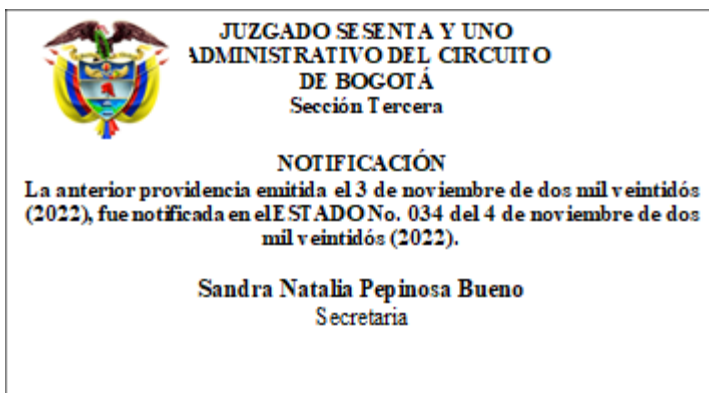 JUZGADO SESENTA Y UNO
ADMINISTRATIVO DEL CIRCUITO
DE BOGOTÁ
Sección Tercera
NOTIFICACIÓN
La anterior providencia emitida el 3 de noviembre de dos mil veintidós
(2022), fue notificada en el ESTADO No. 034 del 4 de noviembre de dos
mil veintidós (2022).
Sandra Natalia Pepinosa Bueno
Secretaria